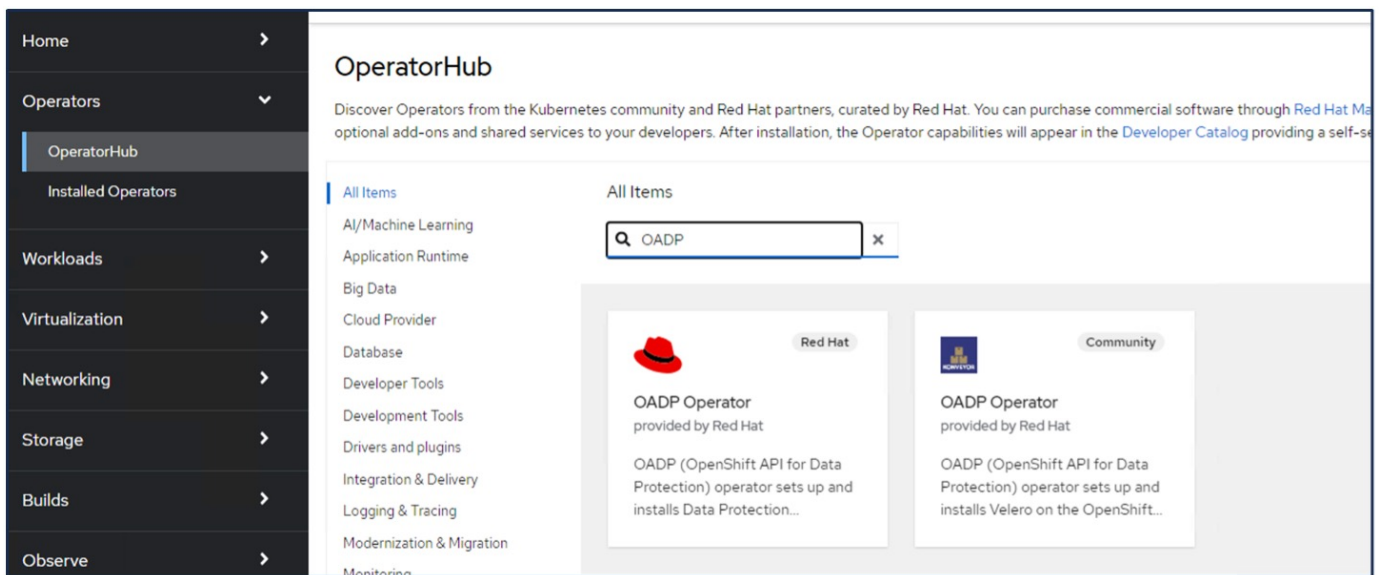 Home
Operators
OperatorHub
Installed Operators
Workloads
Virtualization
Networking
Storage
Builds
Observe
OperatorHub
Discover Operators from the Kubernetes community and Red Hat partners, curated by Red Hat. You can purchase commercial software through Red Hat Ma
optional add-ons and shared services to your developers. After installation, the Operator capabilities will appear in the Developer Catalog providing a self-se
All Items
AI/Machine Learning
Application Runtime
Big Data
Cloud Provider
Database
Developer Tools
Development Tools
Drivers and plugins
Integration & Delivery
Logging & Tracing
Modernization & Migration
Monitoring
All Items
OADP
Red Hat
OADP Operator
provided by Red Hat
OADP (OpenShift API for Data
Protection) operator sets up and
installs Data Protection...
Community
KONVEYOR
OADP Operator
provided by Red Hat
OADP (OpenShift API for Data
Protection) operator sets up and
installs Velero on the OpenShift...